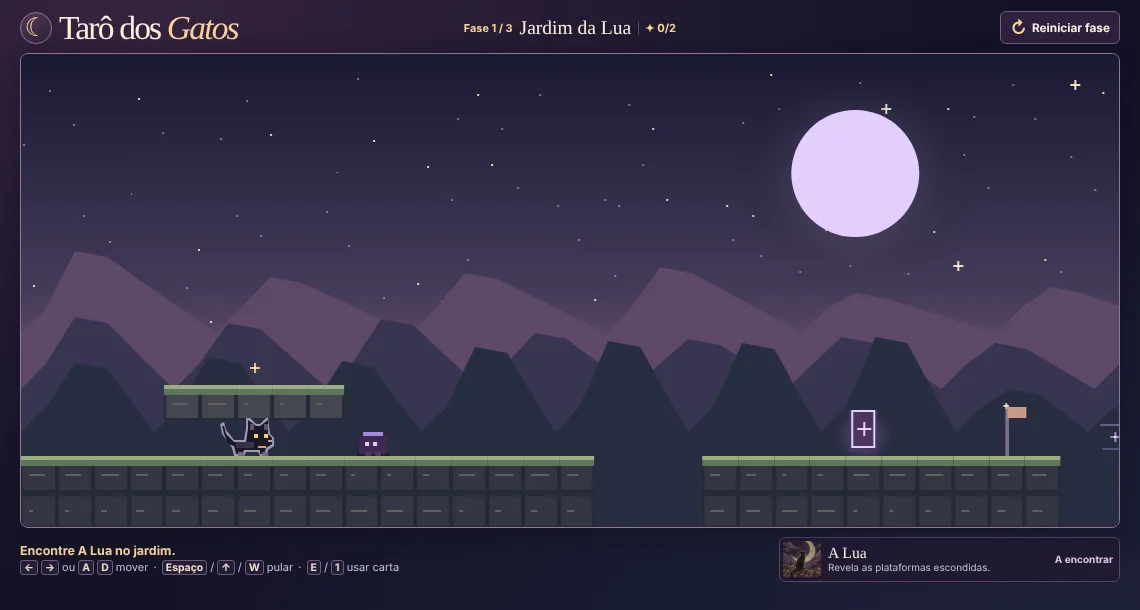 Tarô dos Gatos
Fase 1 / 3 Jardim da Lua ✦ 0/2
Reiniciar fase
Encontre A Lua no jardim.
← → ou A D mover · Espaço / ↑ / W pular · E / 1 usar carta
A Lua
Revela as plataformas escondidas.
A encontrar